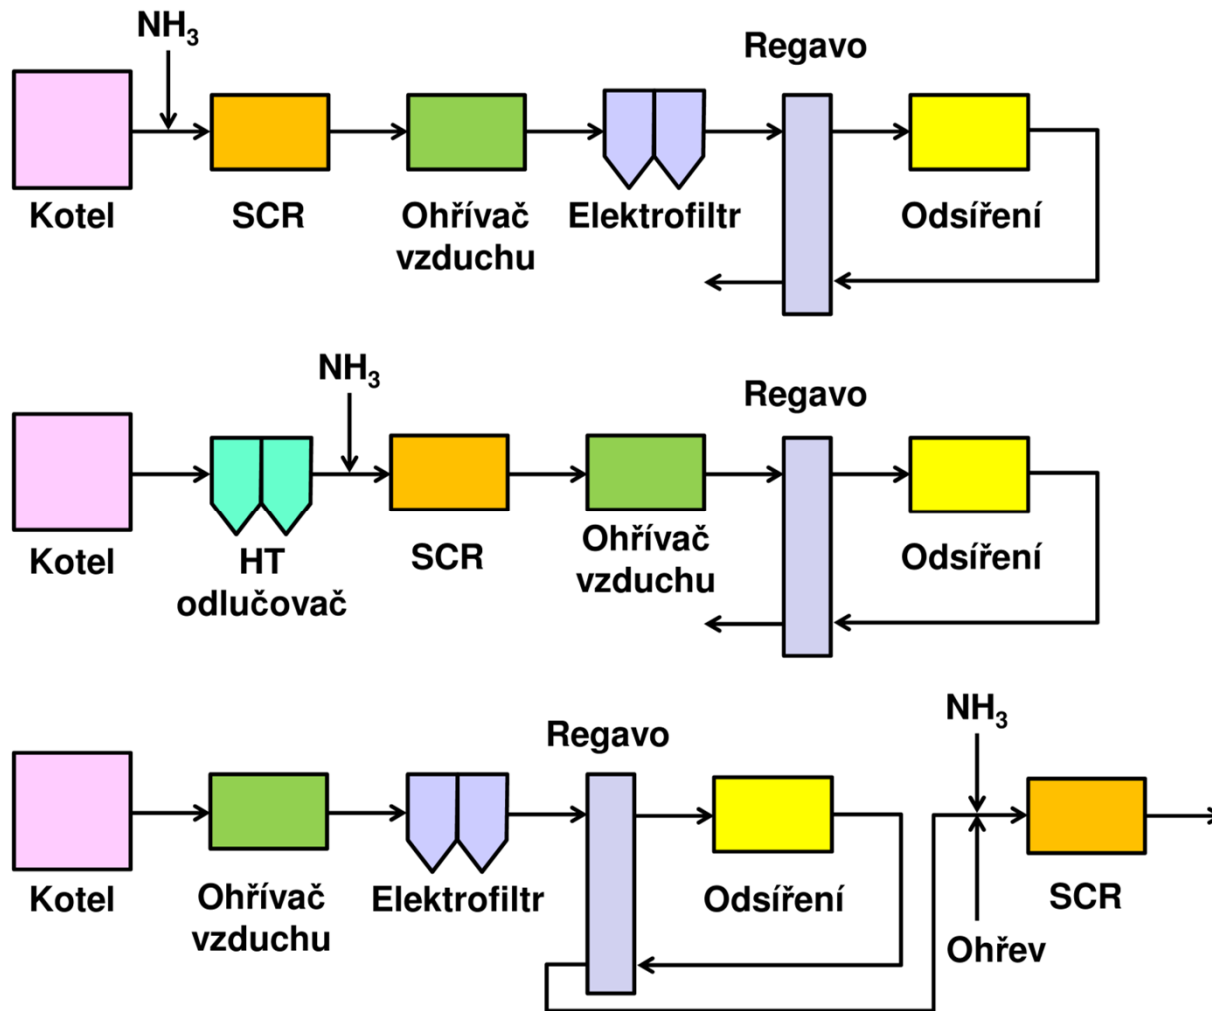 NH₃
Regavo
Kotel
SCR
Ohřívač
vzduchu
Elektrofiltr
Odsíření
NH₃
Regavo
Kotel
HT
odlučovač
SCR
Ohřívač
vzduchu
Odsíření
NH₃
Regavo
Kotel
Ohřívač
vzduchu
Elektrofiltr
Odsíření
SCR
Ohřev